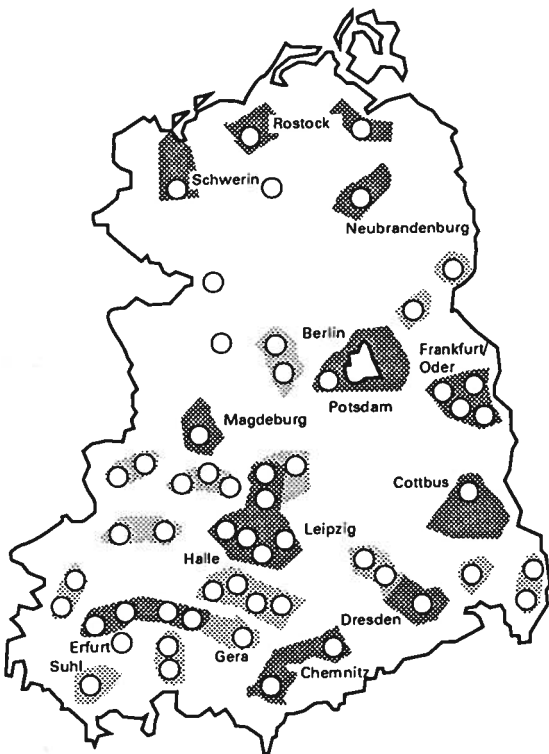 Rostock
Schwerin
Neubrandenburg
Berlin
Frankfurt/
Oder
Potsdam
Magdeburg
Cottbus
Leipzig
Halle
Dresden
Erfurt
Gera
Suhl
Chemnitz